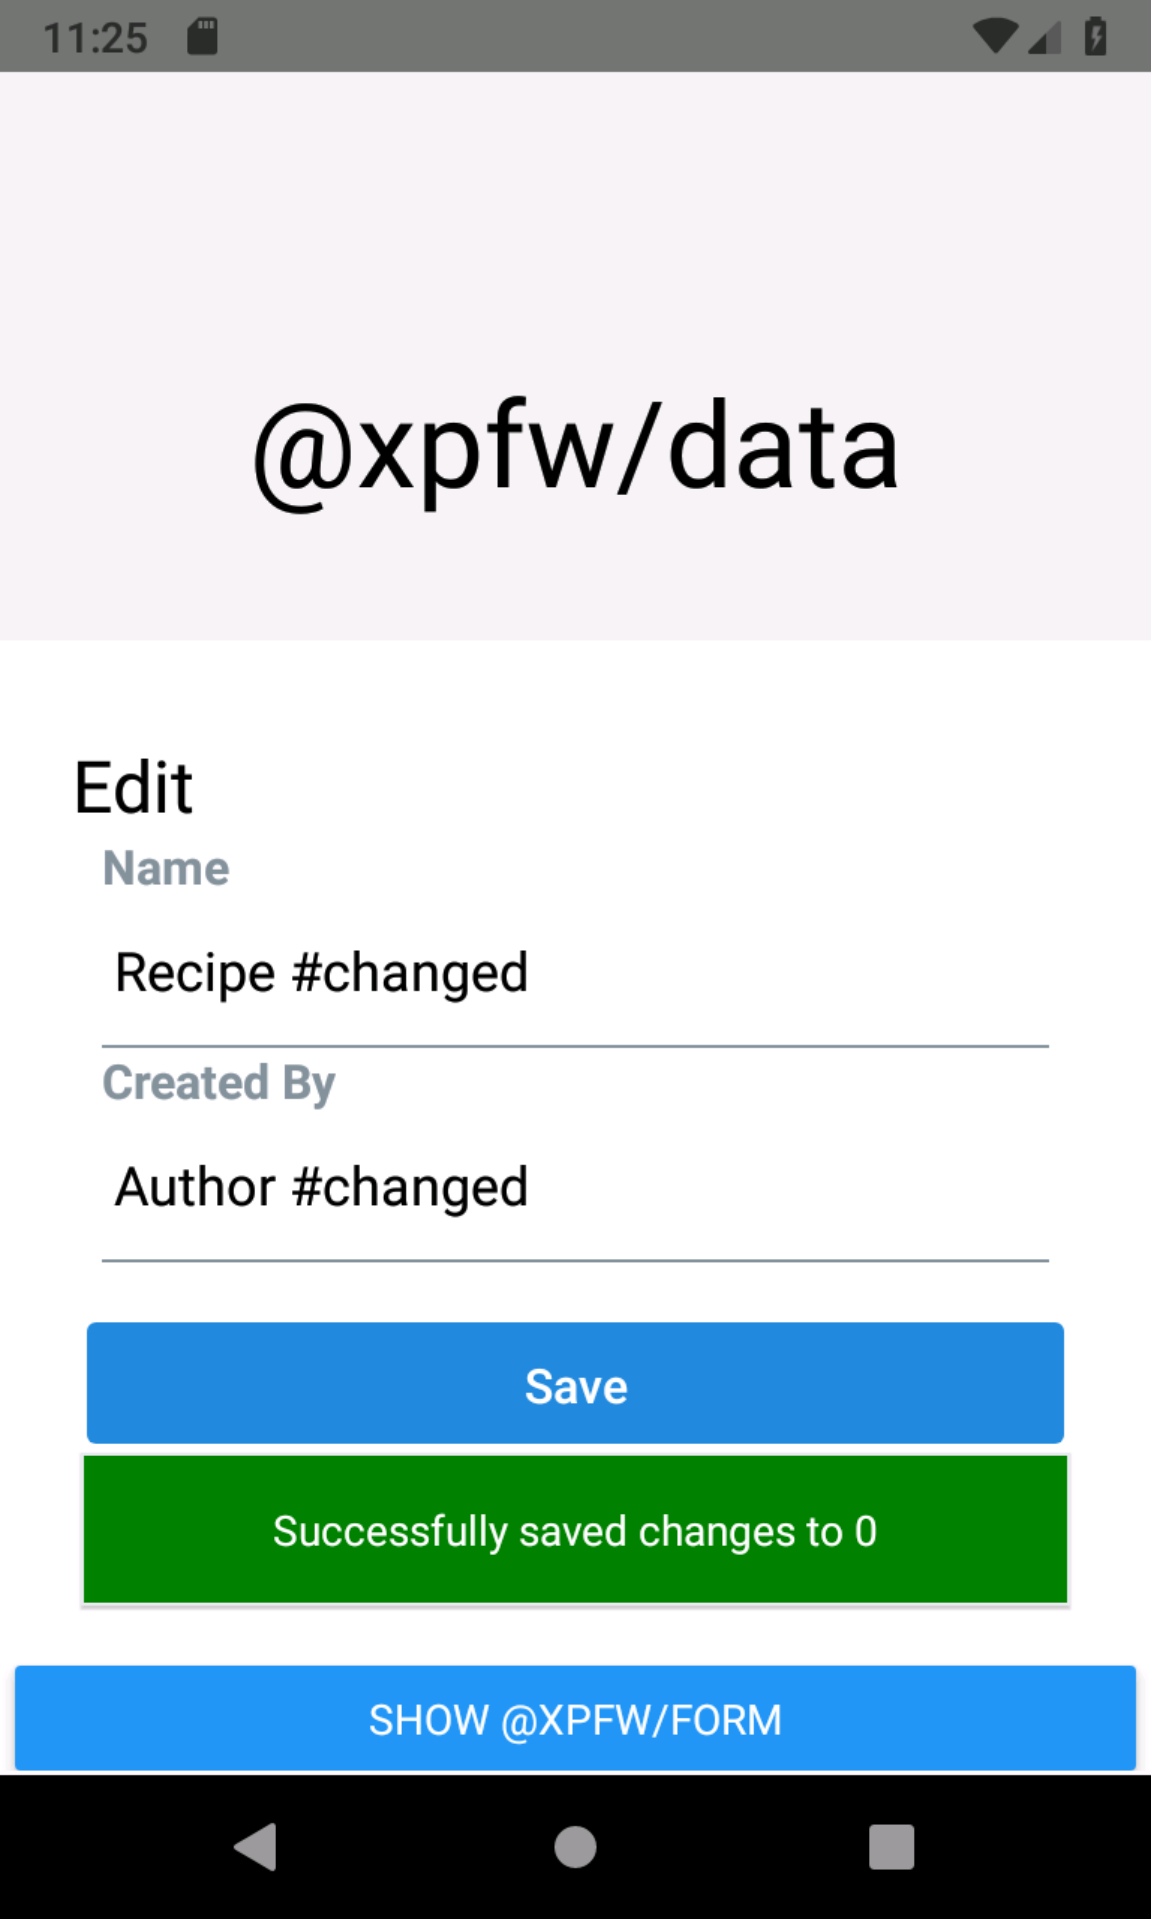 11:25
@xpfw/data
Edit
Name
Recipe #changed
Created By
Author #changed
Save
Successfully saved changes to 0
SHOW @XPFW/FORM